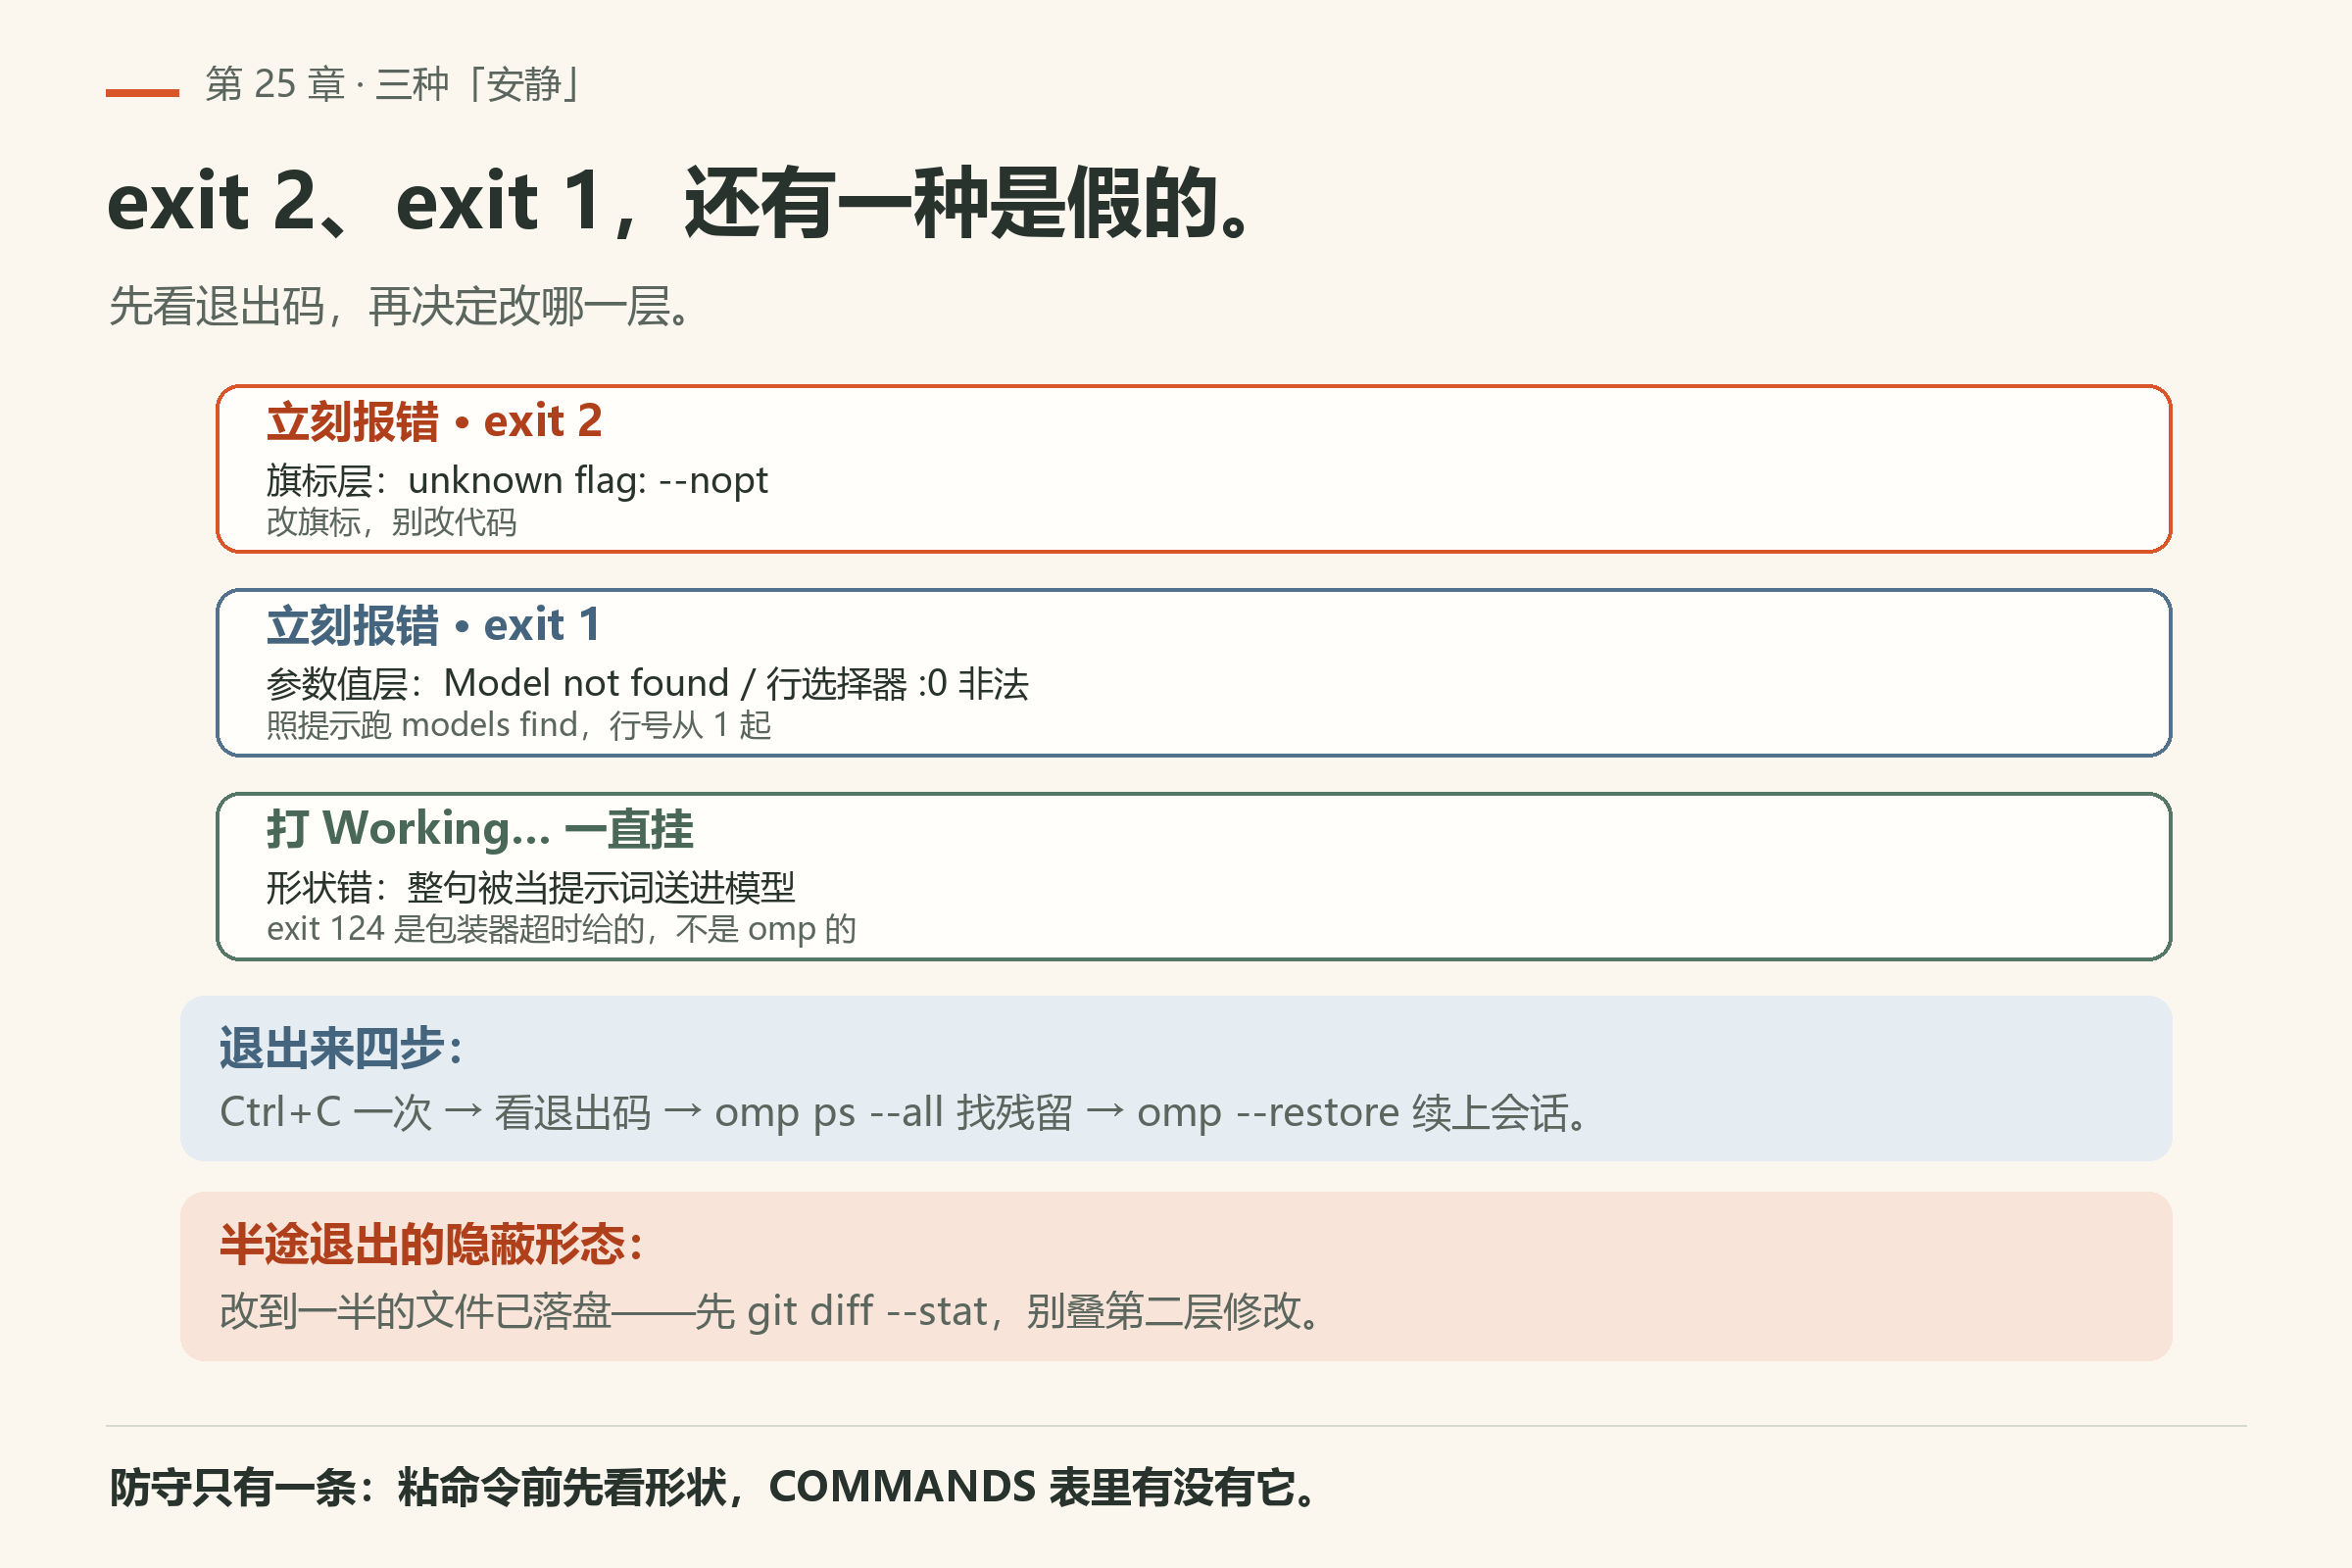 第 25 章 · 三种「安静」
exit 2、exit 1，还有一种是假的。
先看退出码，再决定改哪一层。
立刻报错 • exit 2
旗标层：unknown flag: --nopt
改旗标，别改代码
立刻报错 • exit 1
参数值层：Model not found / 行选择器 :0 非法
照提示跑 models find，行号从 1 起
打 Working... 一直挂
形状错：整句被当提示词送进模型
exit 124 是包装器超时给的，不是 omp 的
退出来四步：
Ctrl+C 一次 → 看退出码 → omp ps --all 找残留 → omp --restore 续上会话。
半途退出的隐蔽形态：
改到一半的文件已落盘——先 git diff --stat，别叠第二层修改。
防守只有一条：粘命令前先看形状，COMMANDS 表里有没有它。